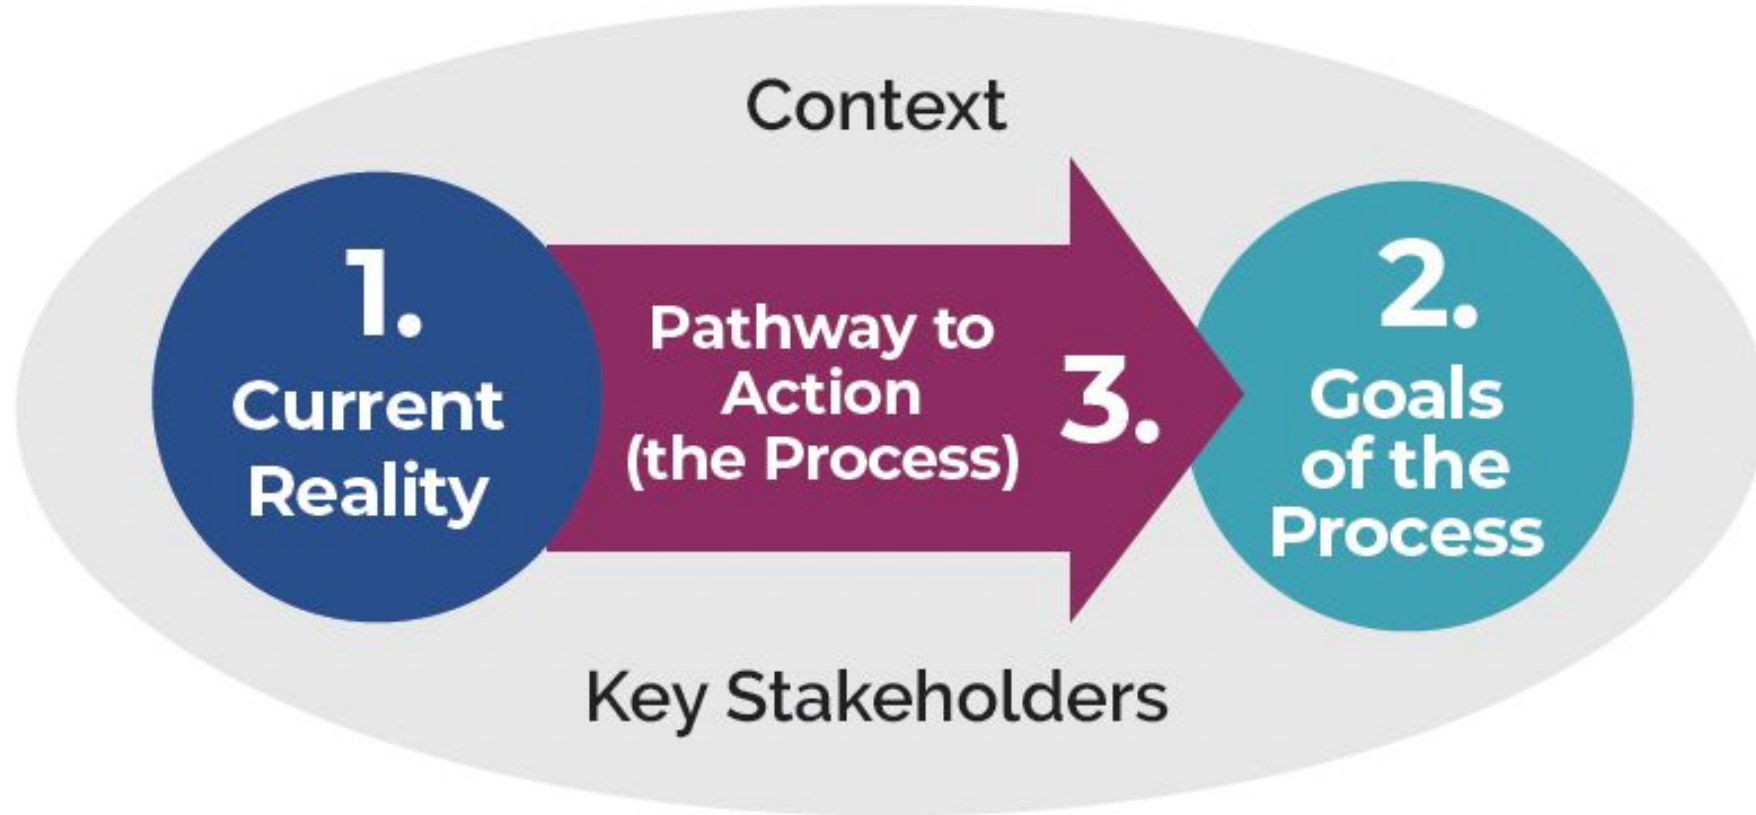 Context
1.
Current
Reality
Pathway to
Action
(the Process)
3.
2.
Goals
of the
Process
Key Stakeholders